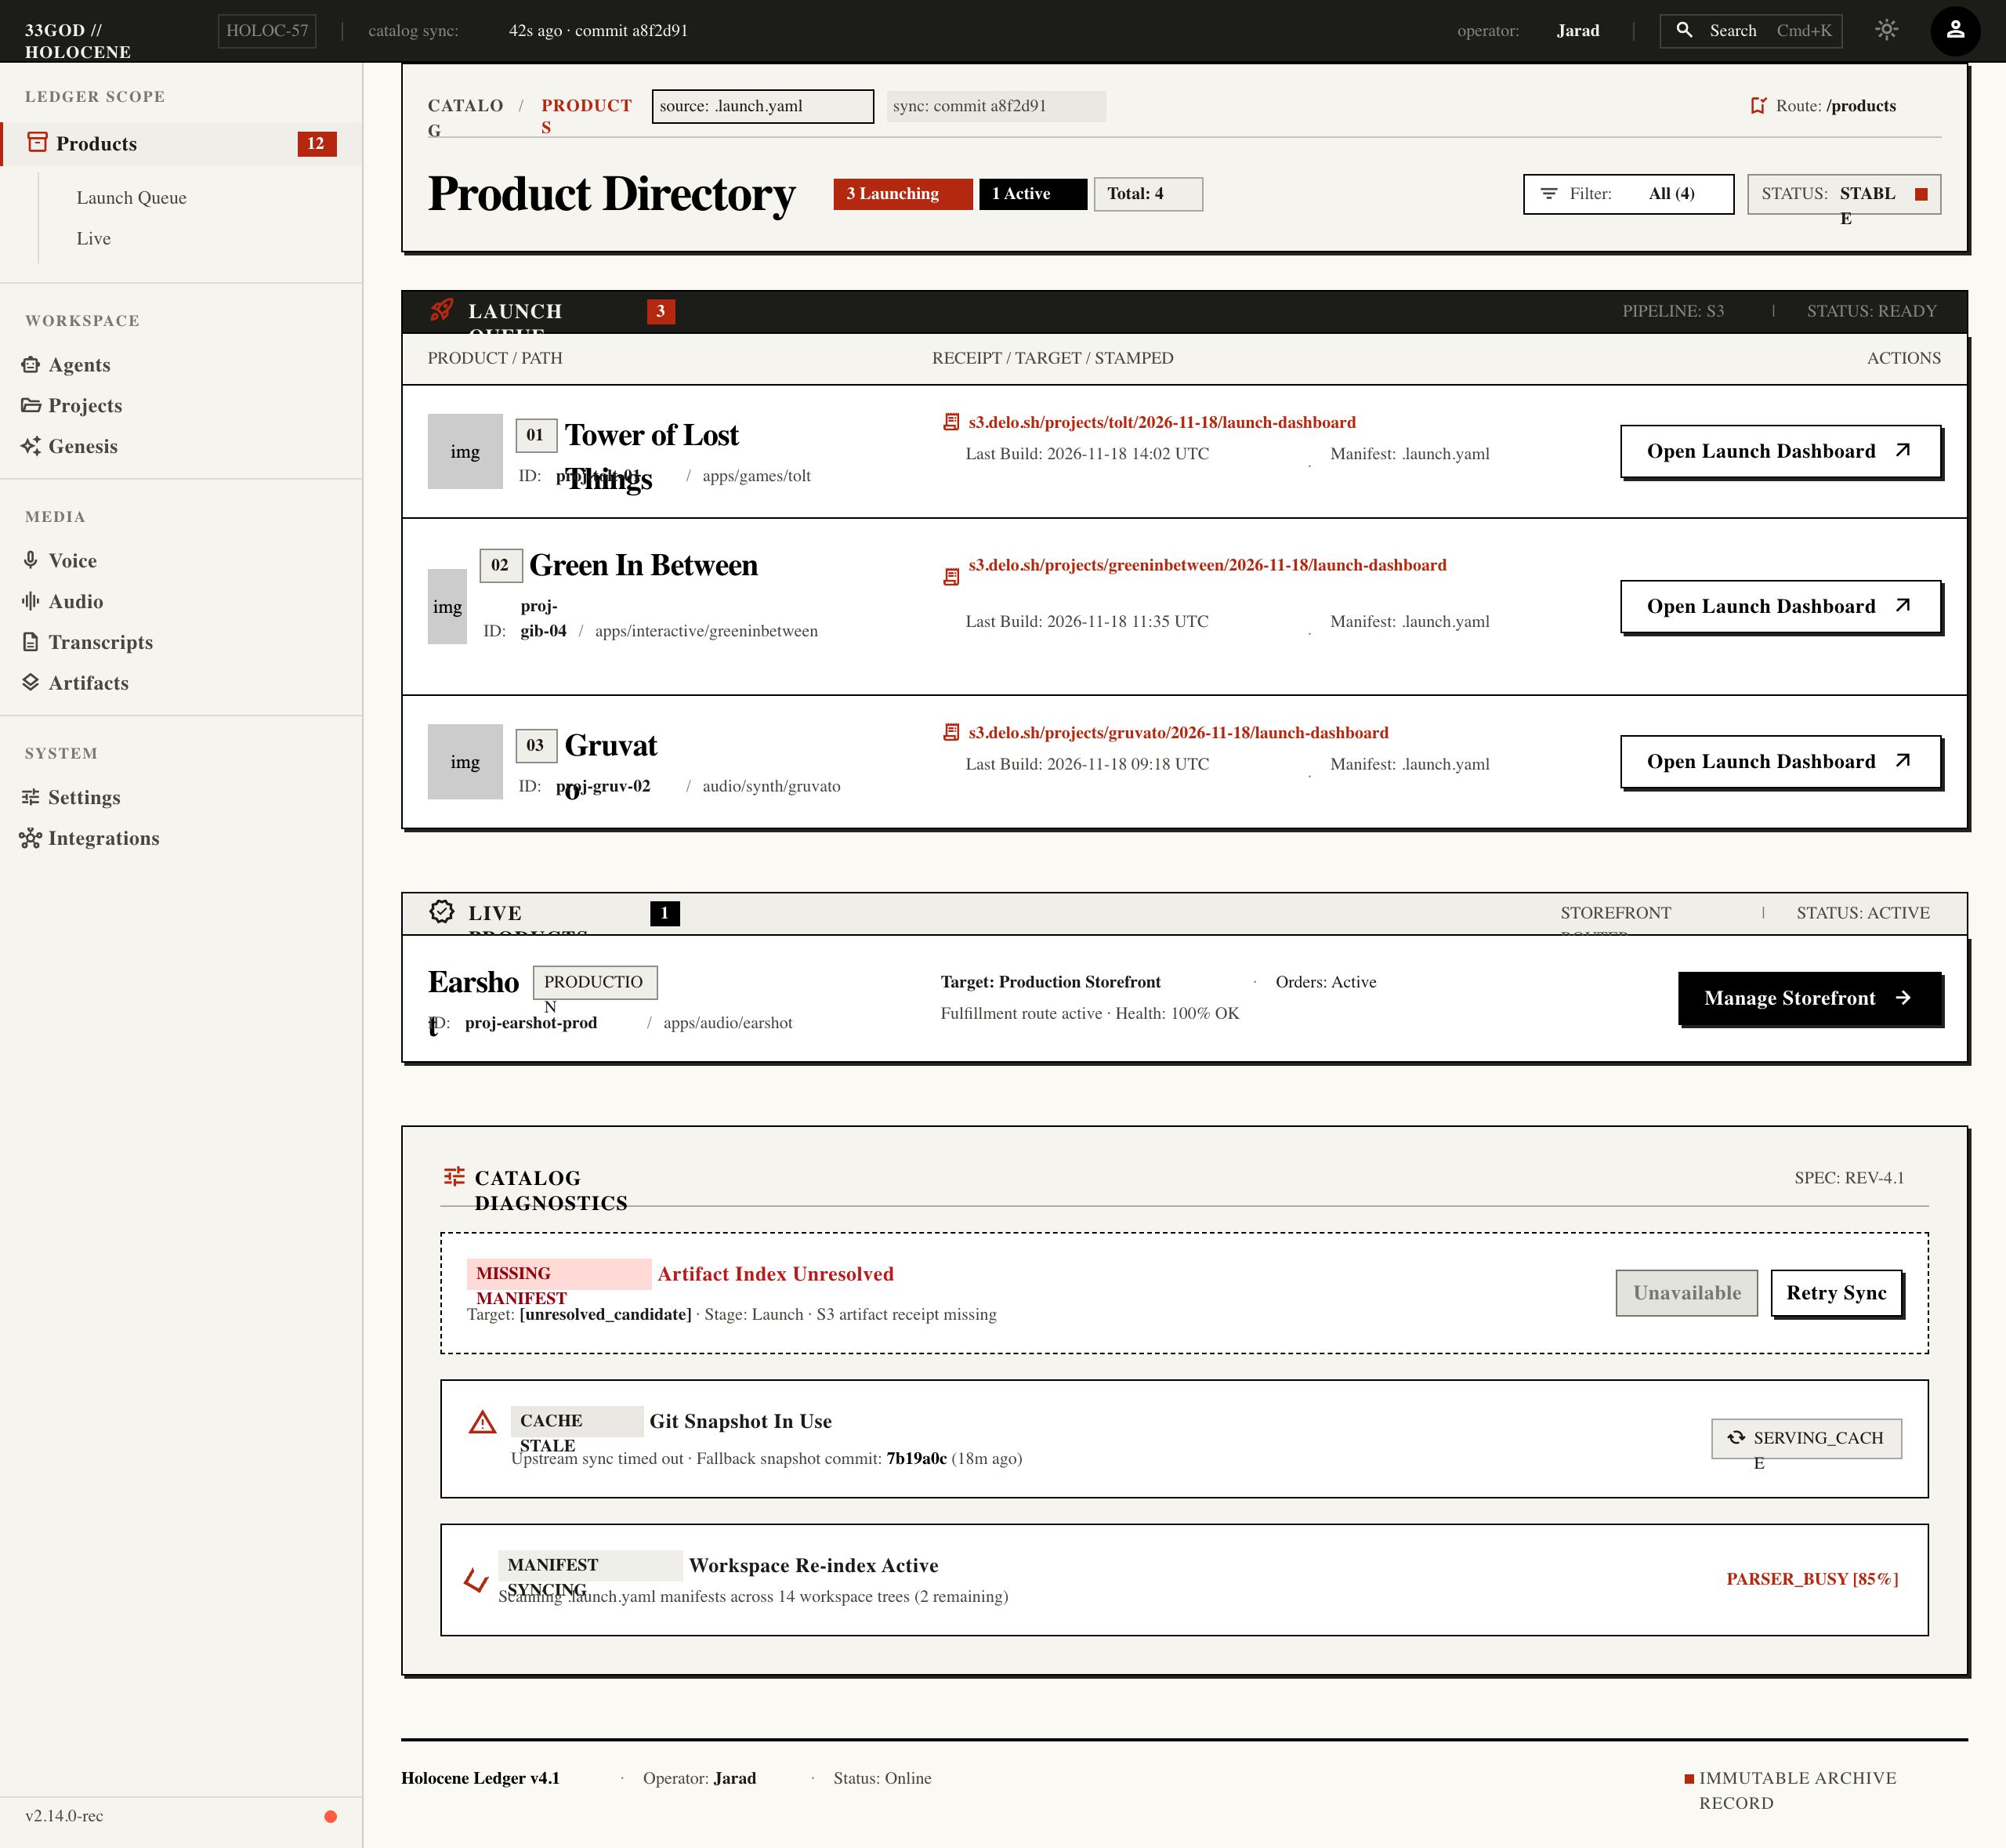 33GOD //
HOLOCENE
HOLOC-57
catalog sync:
42s ago · commit a8f2d91
operator:
Jarad
Search
Cmd+K
LEDGER SCOPE
Products
12
Launch Queue
Live
WORKSPACE
Agents
Projects
Genesis
MEDIA
Voice
Audio
Transcripts
Artifacts
SYSTEM
Settings
Integrations
v2.14.0-rec
CATALO
G
/
PRODUCT
S
source: .launch.yaml
sync: commit a8f2d91
Route: /products
Product Directory
3 Launching
1 Active
Total: 4
Filter:
All (4)
STATUS:
STABL
E
LAUNCH
QUEUE
3
PIPELINE: S3
|
STATUS: READY
PRODUCT / PATH
RECEIPT / TARGET / STAMPED
ACTIONS
img
01
Tower of Lost
Things
ID:
proj-tolt-01
/
apps/games/tolt
s3.delo.sh/projects/tolt/2026-11-18/launch-dashboard
Last Build: 2026-11-18 14:02 UTC
·
Manifest: .launch.yaml
Open Launch Dashboard
img
02
Green In Between
ID:
proj-
gib-04
/
apps/interactive/greeninbetween
s3.delo.sh/projects/greeninbetween/2026-11-18/launch-dashboard
Last Build: 2026-11-18 11:35 UTC
·
Manifest: .launch.yaml
Open Launch Dashboard
img
03
Gruvat
o
ID:
proj-gruv-02
/
audio/synth/gruvato
s3.delo.sh/projects/gruvato/2026-11-18/launch-dashboard
Last Build: 2026-11-18 09:18 UTC
·
Manifest: .launch.yaml
Open Launch Dashboard
LIVE
PRODUCTS
1
STOREFRONT
ROUTER
|
STATUS: ACTIVE
Earsho
t
PRODUCTIO
N
ID:
proj-earshot-prod
/
apps/audio/earshot
Target: Production Storefront
·
Orders: Active
Fulfillment route active · Health: 100% OK
Manage Storefront
CATALOG
DIAGNOSTICS
SPEC: REV-4.1
MISSING
MANIFEST
Artifact Index Unresolved
Target: [unresolved_candidate] · Stage: Launch · S3 artifact receipt missing
Unavailable
Retry Sync
CACHE
STALE
Git Snapshot In Use
Upstream sync timed out · Fallback snapshot commit: 7b19a0c (18m ago)
SERVING_CACH
E
MANIFEST
SYNCING
Workspace Re-index Active
Scanning .launch.yaml manifests across 14 workspace trees (2 remaining)
PARSER_BUSY [85%]
Holocene Ledger v4.1
·
Operator: Jarad
·
Status: Online
IMMUTABLE ARCHIVE
RECORD